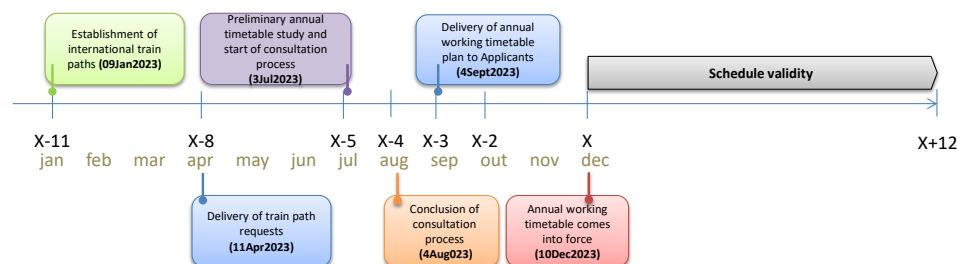 Establishment of
international train
paths (09Jan2023)
Preliminary annual
timetable study and
start of consultation
process
(3Jul2023)
Delivery of annual
working timetable
plan to Applicants
(4Sept2023)
Schedule validity
X-11 X-8 X-5 X-4 X-3 X-2 X X+12
jan feb mar apr may jun jul aug sep out nov dec
Delivery of train path
requests
(11Apr2023)
Conclusion of
consultation
process
(4Aug023)
Annual working
timetable comes
into force
(10Dec2023)